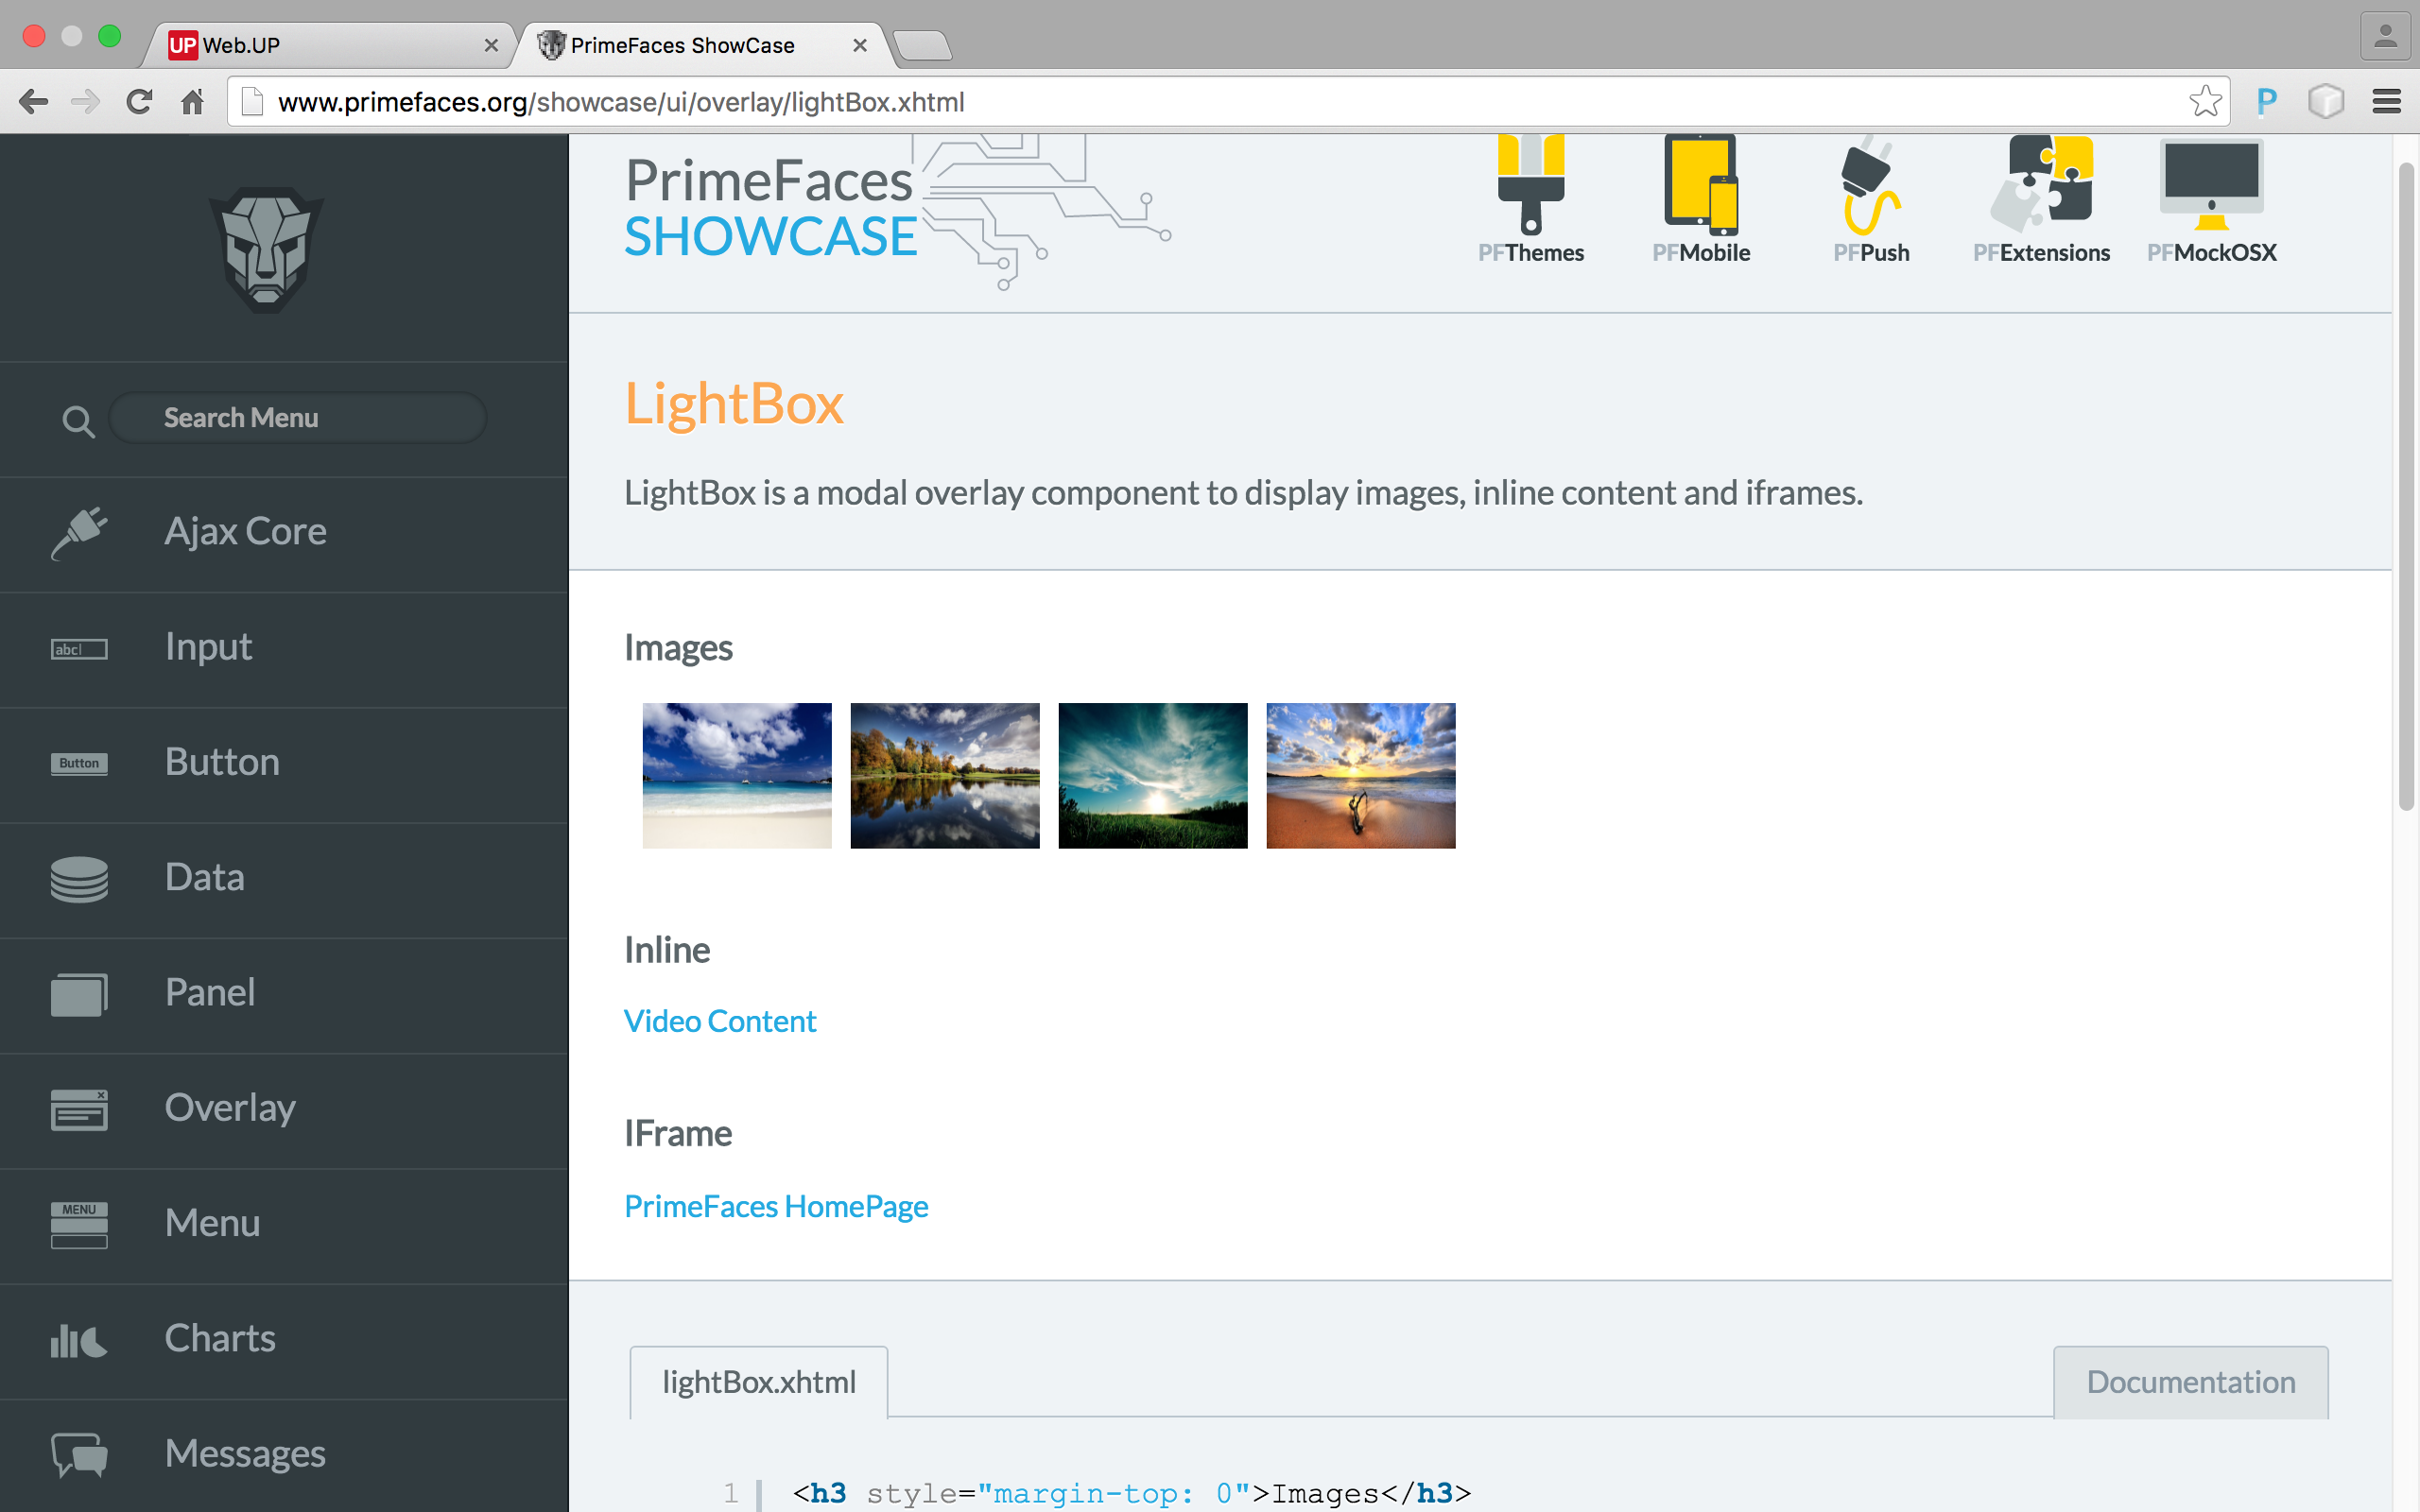 UP Web.UP
PrimeFaces ShowCase
www.primefaces.org/showcase/ui/overlay/lightBox.xhtml
P
Search Menu
Ajax Core
abc Input
Button Button
Data
Panel
Overlay
MENU Menu
Charts
Messages
PrimeFaces
SHOWCASE
PFThemes
PFMobile
PFPush
PFExtensions
PFMockOSX
LightBox
LightBox is a modal overlay component to display images, inline content and iframes.
Images
Inline
Video Content
IFrame
PrimeFaces HomePage
lightBox.xhtml
Documentation
1 <h3 style="margin-top: 0">Images</h3>